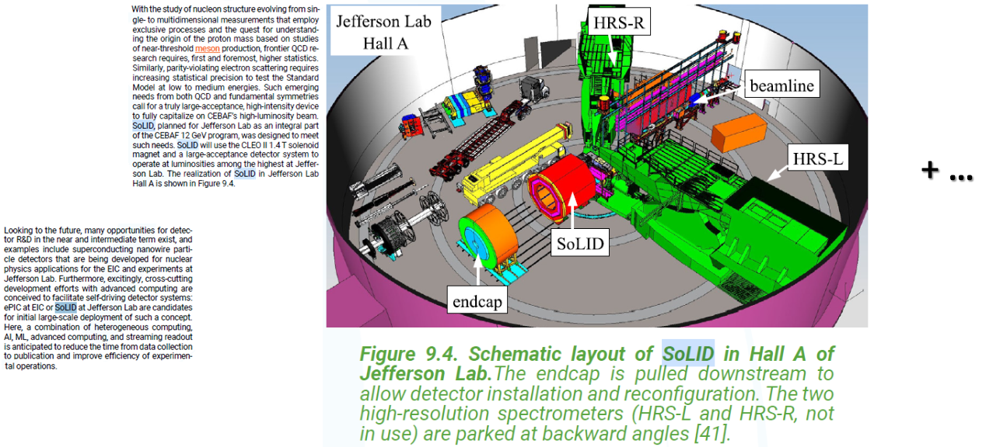 With the study of nucleon structure evolving from sin-
gle- to multidimensional measurements that employ
exclusive processes and the quest for understand-
ing the origin of the proton mass based on studies
of near-threshold meson production, frontier QCD re-
search requires, first and foremost, higher statistics.
Similarly, parity-violating electron scattering requires
increasing statistical precision to test the Standard
Model at low to medium energies. Such emerging
needs from both QCD and fundamental symmetries
call for a truly large-acceptance, high-intensity device
to fully capitalize on CEBAF's high-luminosity beam.
SoLID, planned for Jefferson Lab as an integral part
of the CEBAF 12 GeV program, was designed to meet
such needs. SoLID will use the CLEO II 1.4 T solenoid
magnet and a large-acceptance detector system to
operate at luminosities among the highest at Jeffer-
son Lab. The realization of SoLID in Jefferson Lab
Hall A is shown in Figure 9.4.
Looking to the future, many opportunities for detec-
tor R&D in the near and intermediate term exist, and
examples include superconducting nanowire parti-
cle detectors that are being developed for nuclear
physics applications for the EIC and experiments at
Jefferson Lab. Furthermore, excitingly, cross-cutting
development efforts with advanced computing are
conceived to facilitate self-driving detector systems:
ePIC at EIC or SoLID at Jefferson Lab are candidates
for initial large-scale deployment of such a concept.
Here, a combination of heterogeneous computing,
AI, ML, advanced computing, and streaming readout
is anticipated to reduce the time from data collection
to publication and improve efficiency of experimen-
tal operations.
Jefferson Lab
Hall A
HRS-R
beamline
HRS-L
SoLID
endcap
+ ...
Figure 9.4. Schematic layout of SoLID in Hall A of
Jefferson Lab.The endcap is pulled downstream to
allow detector installation and reconfiguration. The two
high-resolution spectrometers (HRS-L and HRS-R, not
in use) are parked at backward angles [41].